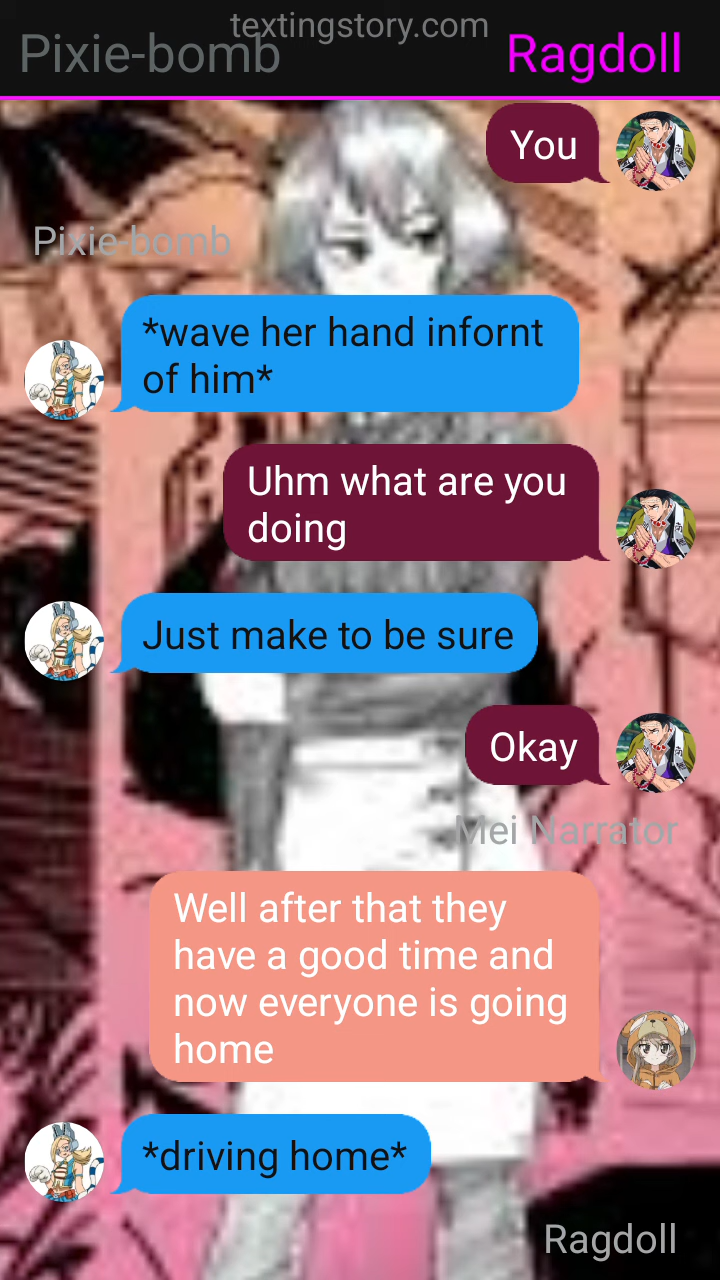 textingstory.com
Pixie-bomb
Ragdoll
You
Pixie-bomb
*wave her hand infornt
of him*
Uhm what are you
doing
Just make to be sure
Okay
Mei Narrator
Well after that they
have a good time and
now everyone is going
home
*driving home*
Ragdoll